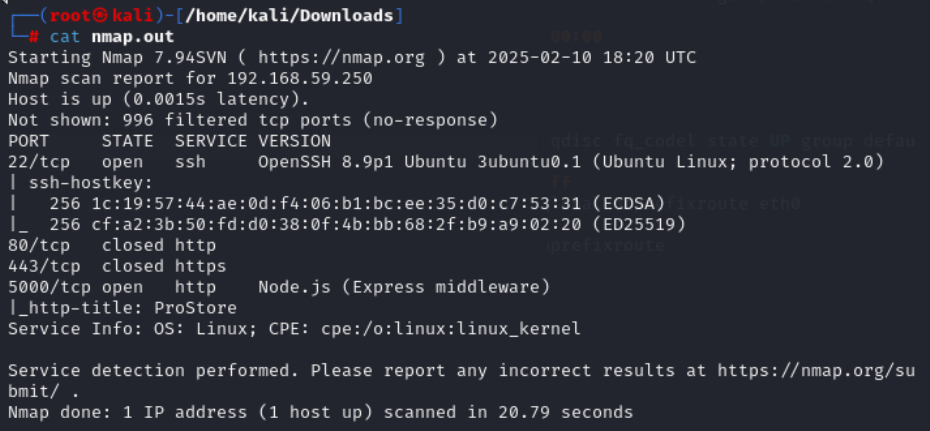 ┌──(root㉿kali)-[/home/kali/Downloads]
└─# cat nmap.out
Starting Nmap 7.94SVN ( https://nmap.org ) at 2025-02-10 18:20 UTC
Nmap scan report for 192.168.59.250
Host is up (0.0015s latency).
Not shown: 996 filtered tcp ports (no-response)
PORT     STATE  SERVICE VERSION
22/tcp   open   ssh     OpenSSH 8.9p1 Ubuntu 3ubuntu0.1 (Ubuntu Linux; protocol 2.0)
| ssh-hostkey:
|   256 1c:19:57:44:ae:0d:f4:06:b1:bc:ee:35:d0:c7:53:31 (ECDSA)
|_  256 cf:a2:3b:50:fd:d0:38:0f:4b:bb:68:2f:b9:a9:02:20 (ED25519)
80/tcp   closed http
443/tcp  closed https
5000/tcp open   http    Node.js (Express middleware)
|_http-title: ProStore
Service Info: OS: Linux; CPE: cpe:/o:linux:linux_kernel

Service detection performed. Please report any incorrect results at https://nmap.org/su
bmit/ .
Nmap done: 1 IP address (1 host up) scanned in 20.79 seconds